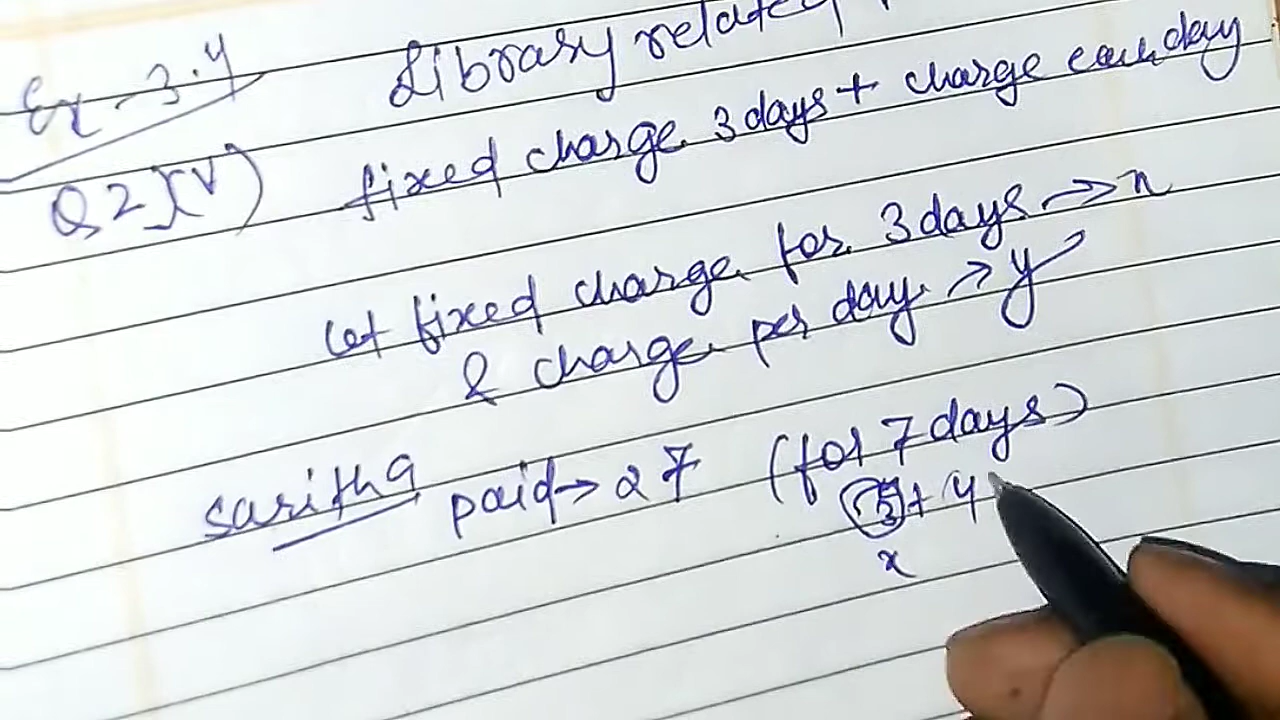 Ex-3.4
Library related
Q2)(V) fixed charge 3 days + charge each day
let fixed charge for 3 days → x
& charge per day → y
saritha paid → 27 (for 7 days)
3 + 4
x